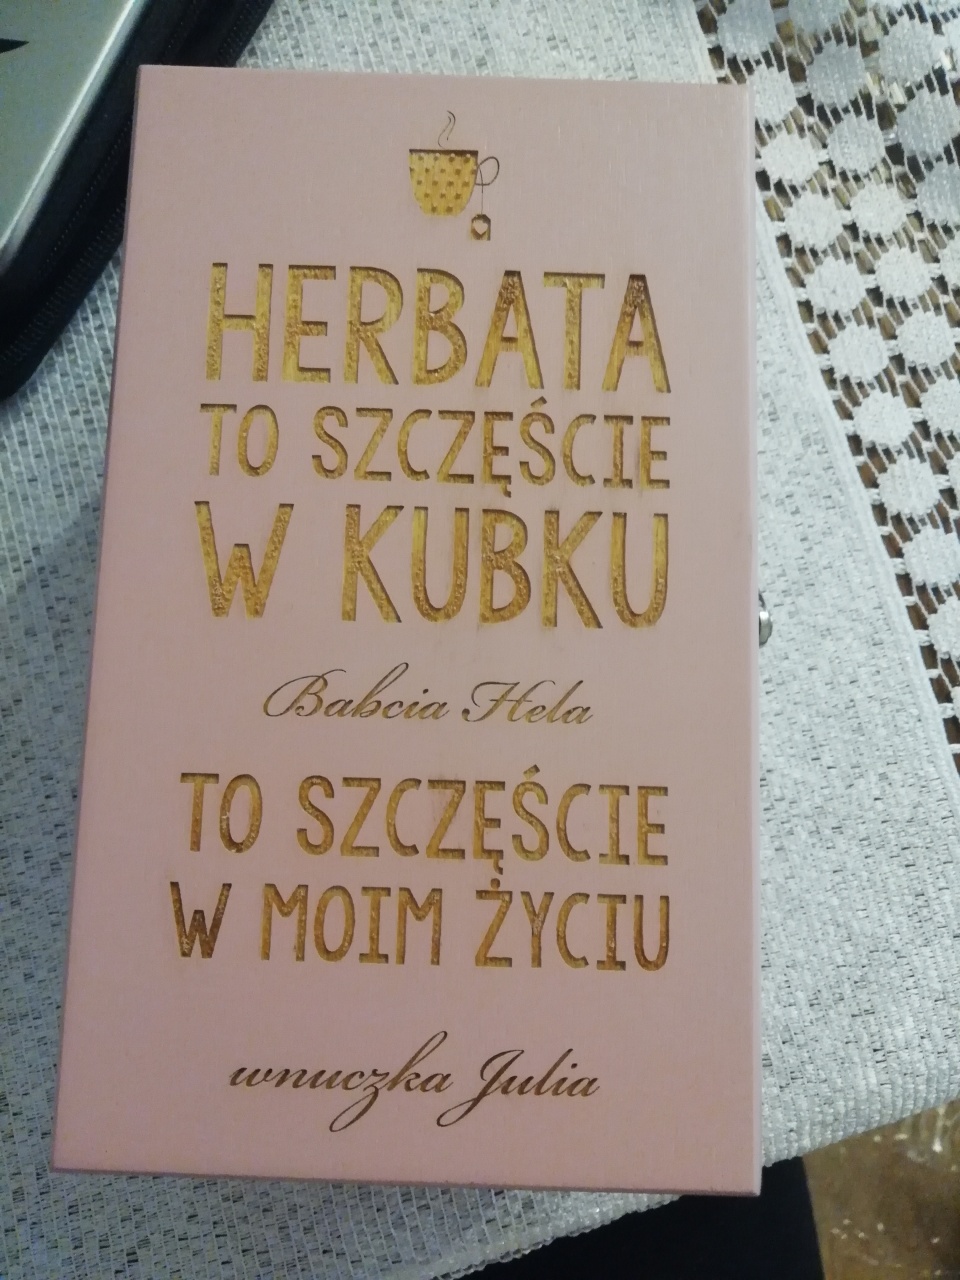 HERBATA
TO SZCZĘŚCIE
W KUBKU
Babcia Hela
TO SZCZĘŚCIE
W MOIM ŻYCIU
wnuczka Julia